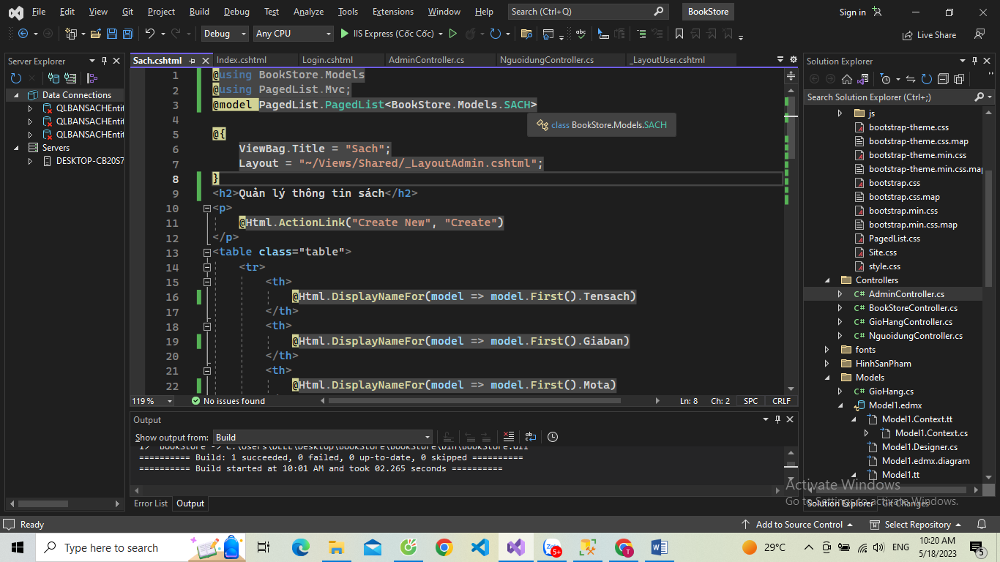 File Edit View Git Project Build Debug Test Analyze Tools Extensions Window Help Search (Ctrl+Q) BookStore Sign in
Debug Any CPU IIS Express (Cốc Cốc) Live Share
Server Explorer
Data Connections
QLBANSACHEntit
QLBANSACHEntit
QLBANSACHEntit
Servers
DESKTOP-CB20S7
Sach.cshtml Index.cshtml Login.cshtml AdminController.cs NguoidungController.cs _LayoutUser.cshtml
1 @using BookStore.Models
2 @using PagedList.Mvc;
3 @model PagedList.PagedList<BookStore.Models.SACH>
class BookStore.Models.SACH
4
5 @{
6 ViewBag.Title = "Sach";
7 Layout = "~/Views/Shared/_LayoutAdmin.cshtml";
8 }
9 <h2>Quản lý thông tin sách</h2>
10 <p>
11 @Html.ActionLink("Create New", "Create")
12 </p>
13 <table class="table">
14 <tr>
15 <th>
16 @Html.DisplayNameFor(model => model.First().Tensach)
17 </th>
18 <th>
19 @Html.DisplayNameFor(model => model.First().Giaban)
20 </th>
21 <th>
22 @Html.DisplayNameFor(model => model.First().Mota)
119 % No issues found Ln: 8 Ch: 2 SPC CRLF
Output
Show output from: Build
1> BookStore -> C:\Users\DELL\Desktop\BookStore\BookStore\bin\BookStore.dll
========== Build: 1 succeeded, 0 failed, 0 up-to-date, 0 skipped ==========
========== Build started at 10:01 AM and took 02.265 seconds ==========
Error List Output
Solution Explorer
Search Solution Explorer (Ctrl+;)
js
bootstrap-theme.css
bootstrap-theme.css.map
bootstrap-theme.min.css
bootstrap-theme.min.css.map
bootstrap.css
bootstrap.css.map
bootstrap.min.css
bootstrap.min.css.map
PagedList.css
Site.css
style.css
Controllers
C# AdminController.cs
C# BookStoreController.cs
C# GioHangController.cs
C# NguoidungController.cs
fonts
HinhSanPham
Models
C# GioHang.cs
Model1.edmx
Model1.Context.tt
Model1.Context.cs
Model1.Designer.cs
Model1.edmx.diagram
Model1.tt
Activate Windows
Go to Settings to activate Windows.
Solution Explorer Git Changes
Ready Add to Source Control Select Repository
Type here to search 5+ T 29°C ENG 10:20 AM
5/18/2023 5